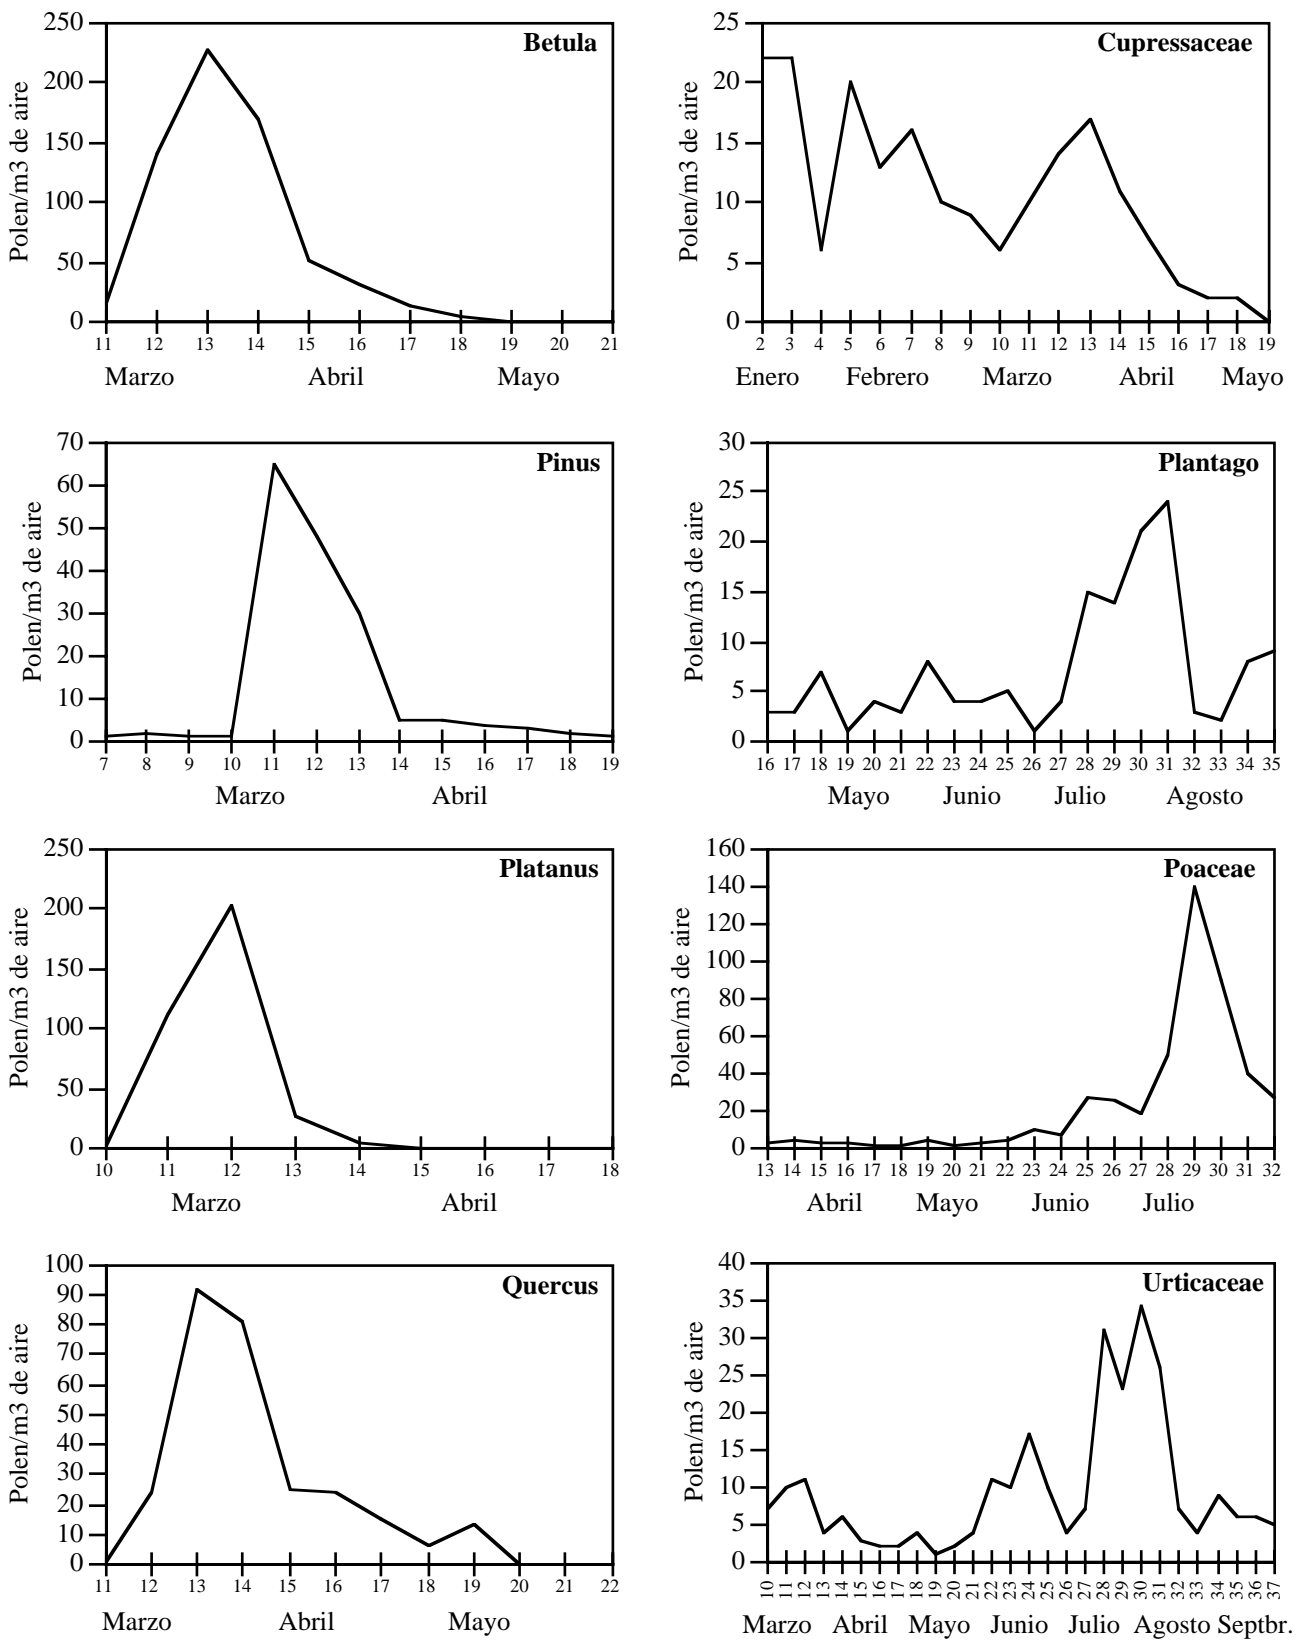 Betula
Polen/m3 de aire
250
200
150
100
50
0
11 12 13 14 15 16 17 18 19 20 21
Marzo Abril Mayo
Cupressaceae
Polen/m3 de aire
25
20
15
10
5
0
2 3 4 5 6 7 8 9 10 11 12 13 14 15 16 17 18 19
Enero Febrero Marzo Abril Mayo
Pinus
Polen/m3 de aire
70
60
50
40
30
20
10
0
7 8 9 10 11 12 13 14 15 16 17 18 19
Marzo Abril
Plantago
Polen/m3 de aire
30
25
20
15
10
5
0
16 17 18 19 20 21 22 23 24 25 26 27 28 29 30 31 32 33 34 35
Mayo Junio Julio Agosto
Platanus
Polen/m3 de aire
250
200
150
100
50
0
10 11 12 13 14 15 16 17 18
Marzo Abril
Poaceae
Polen/m3 de aire
160
140
120
100
80
60
40
20
0
13 14 15 16 17 18 19 20 21 22 23 24 25 26 27 28 29 30 31 32
Abril Mayo Junio Julio
Quercus
Polen/m3 de aire
100
90
80
70
60
50
40
30
20
10
0
11 12 13 14 15 16 17 18 19 20 21 22
Marzo Abril Mayo
Urticaceae
Polen/m3 de aire
40
35
30
25
20
15
10
5
0
10 11 12 13 14 15 16 17 18 19 20 21 22 23 24 25 26 27 28 29 30 31 32 33 34 35 36 37
Marzo Abril Mayo Junio Julio Agosto Septbr.